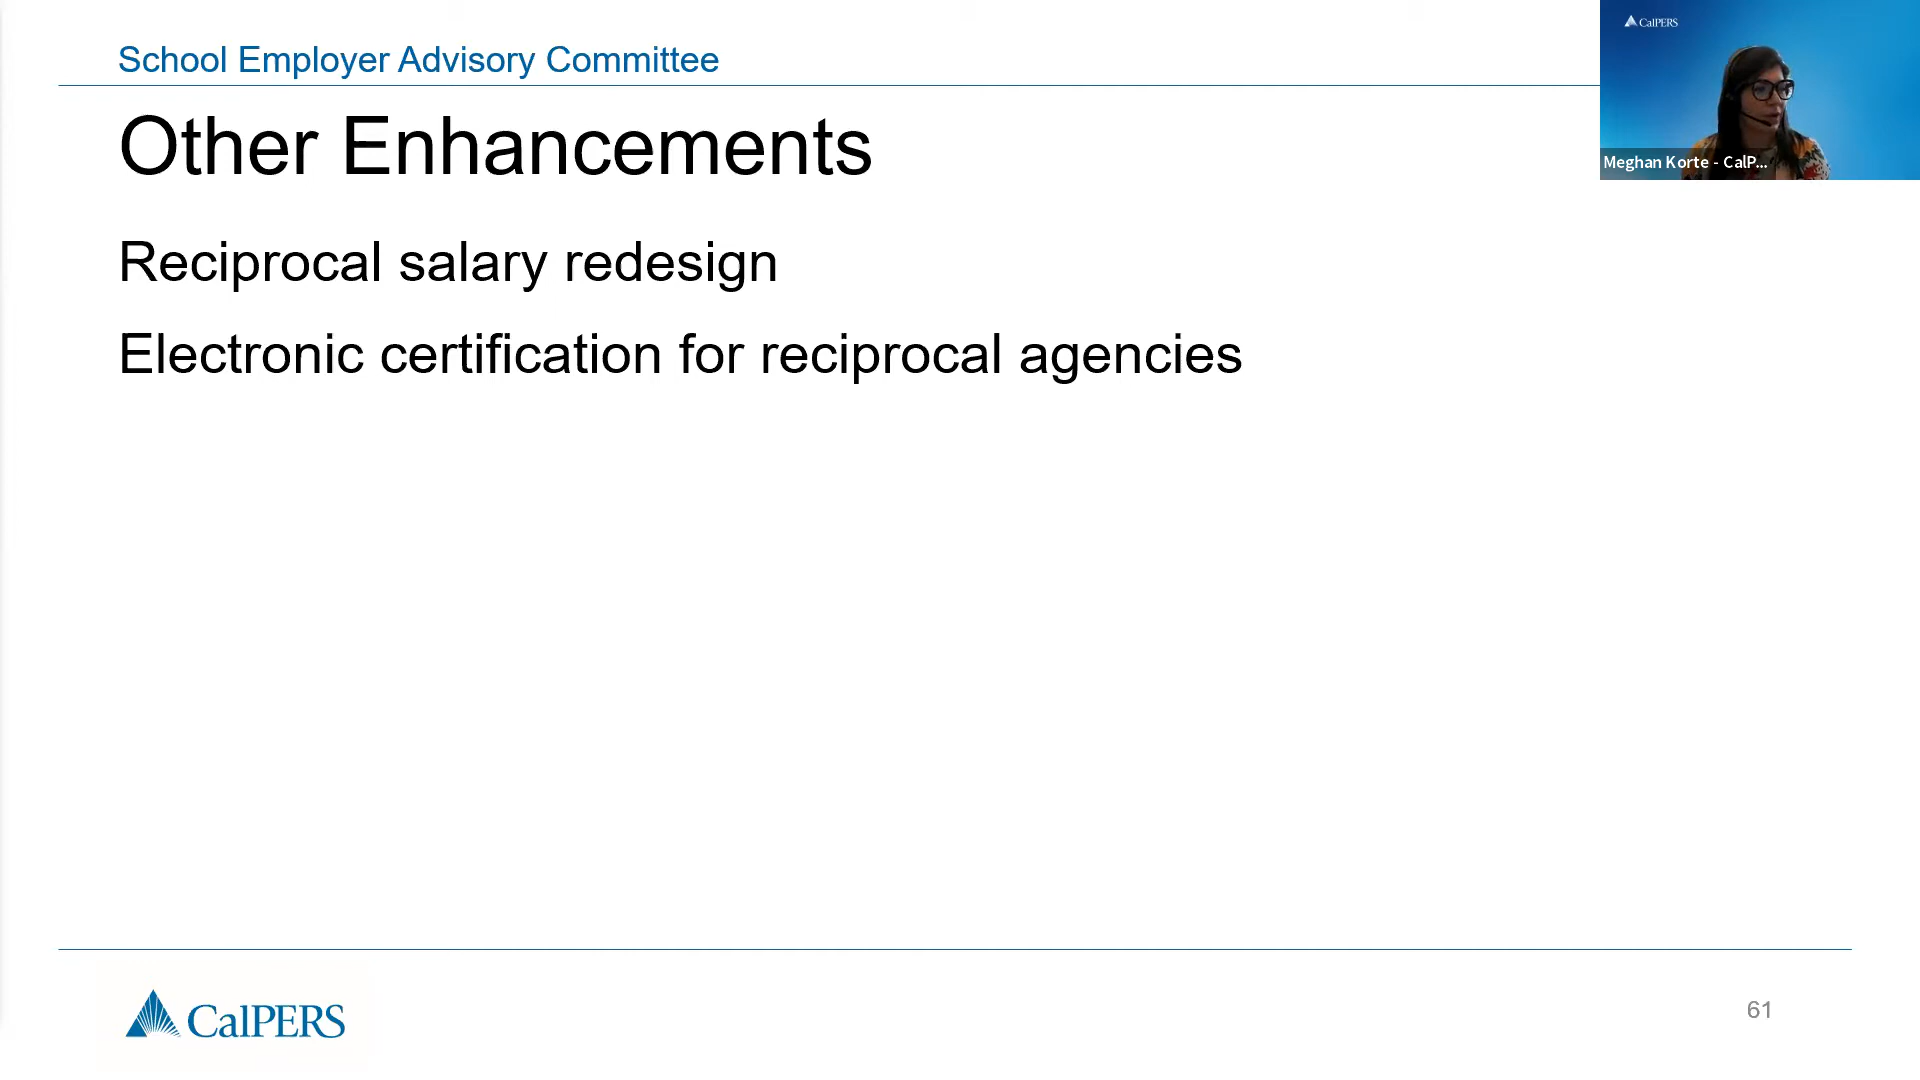 School Employer Advisory Committee
CalPERS
Other Enhancements
Meghan Korte - CalP...
Reciprocal salary redesign
Electronic certification for reciprocal agencies
CalPERS
61